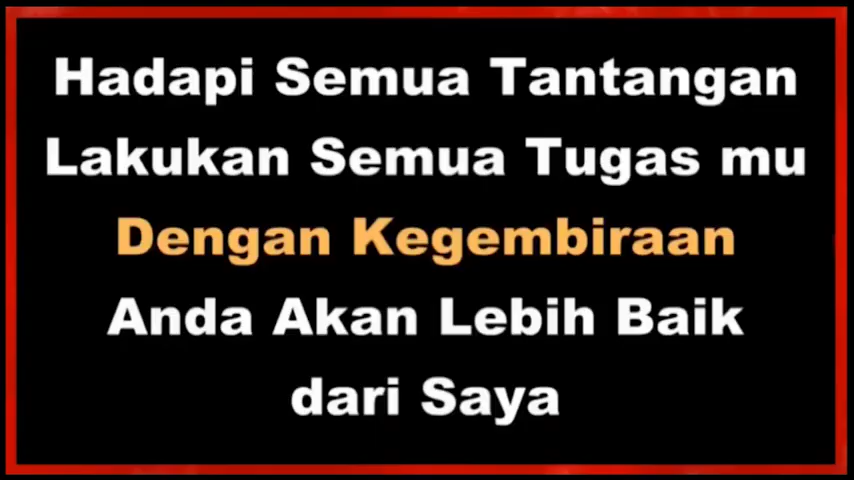 Hadapi Semua Tantangan
Lakukan Semua Tugas mu
Dengan Kegembiraan
Anda Akan Lebih Baik
dari Saya